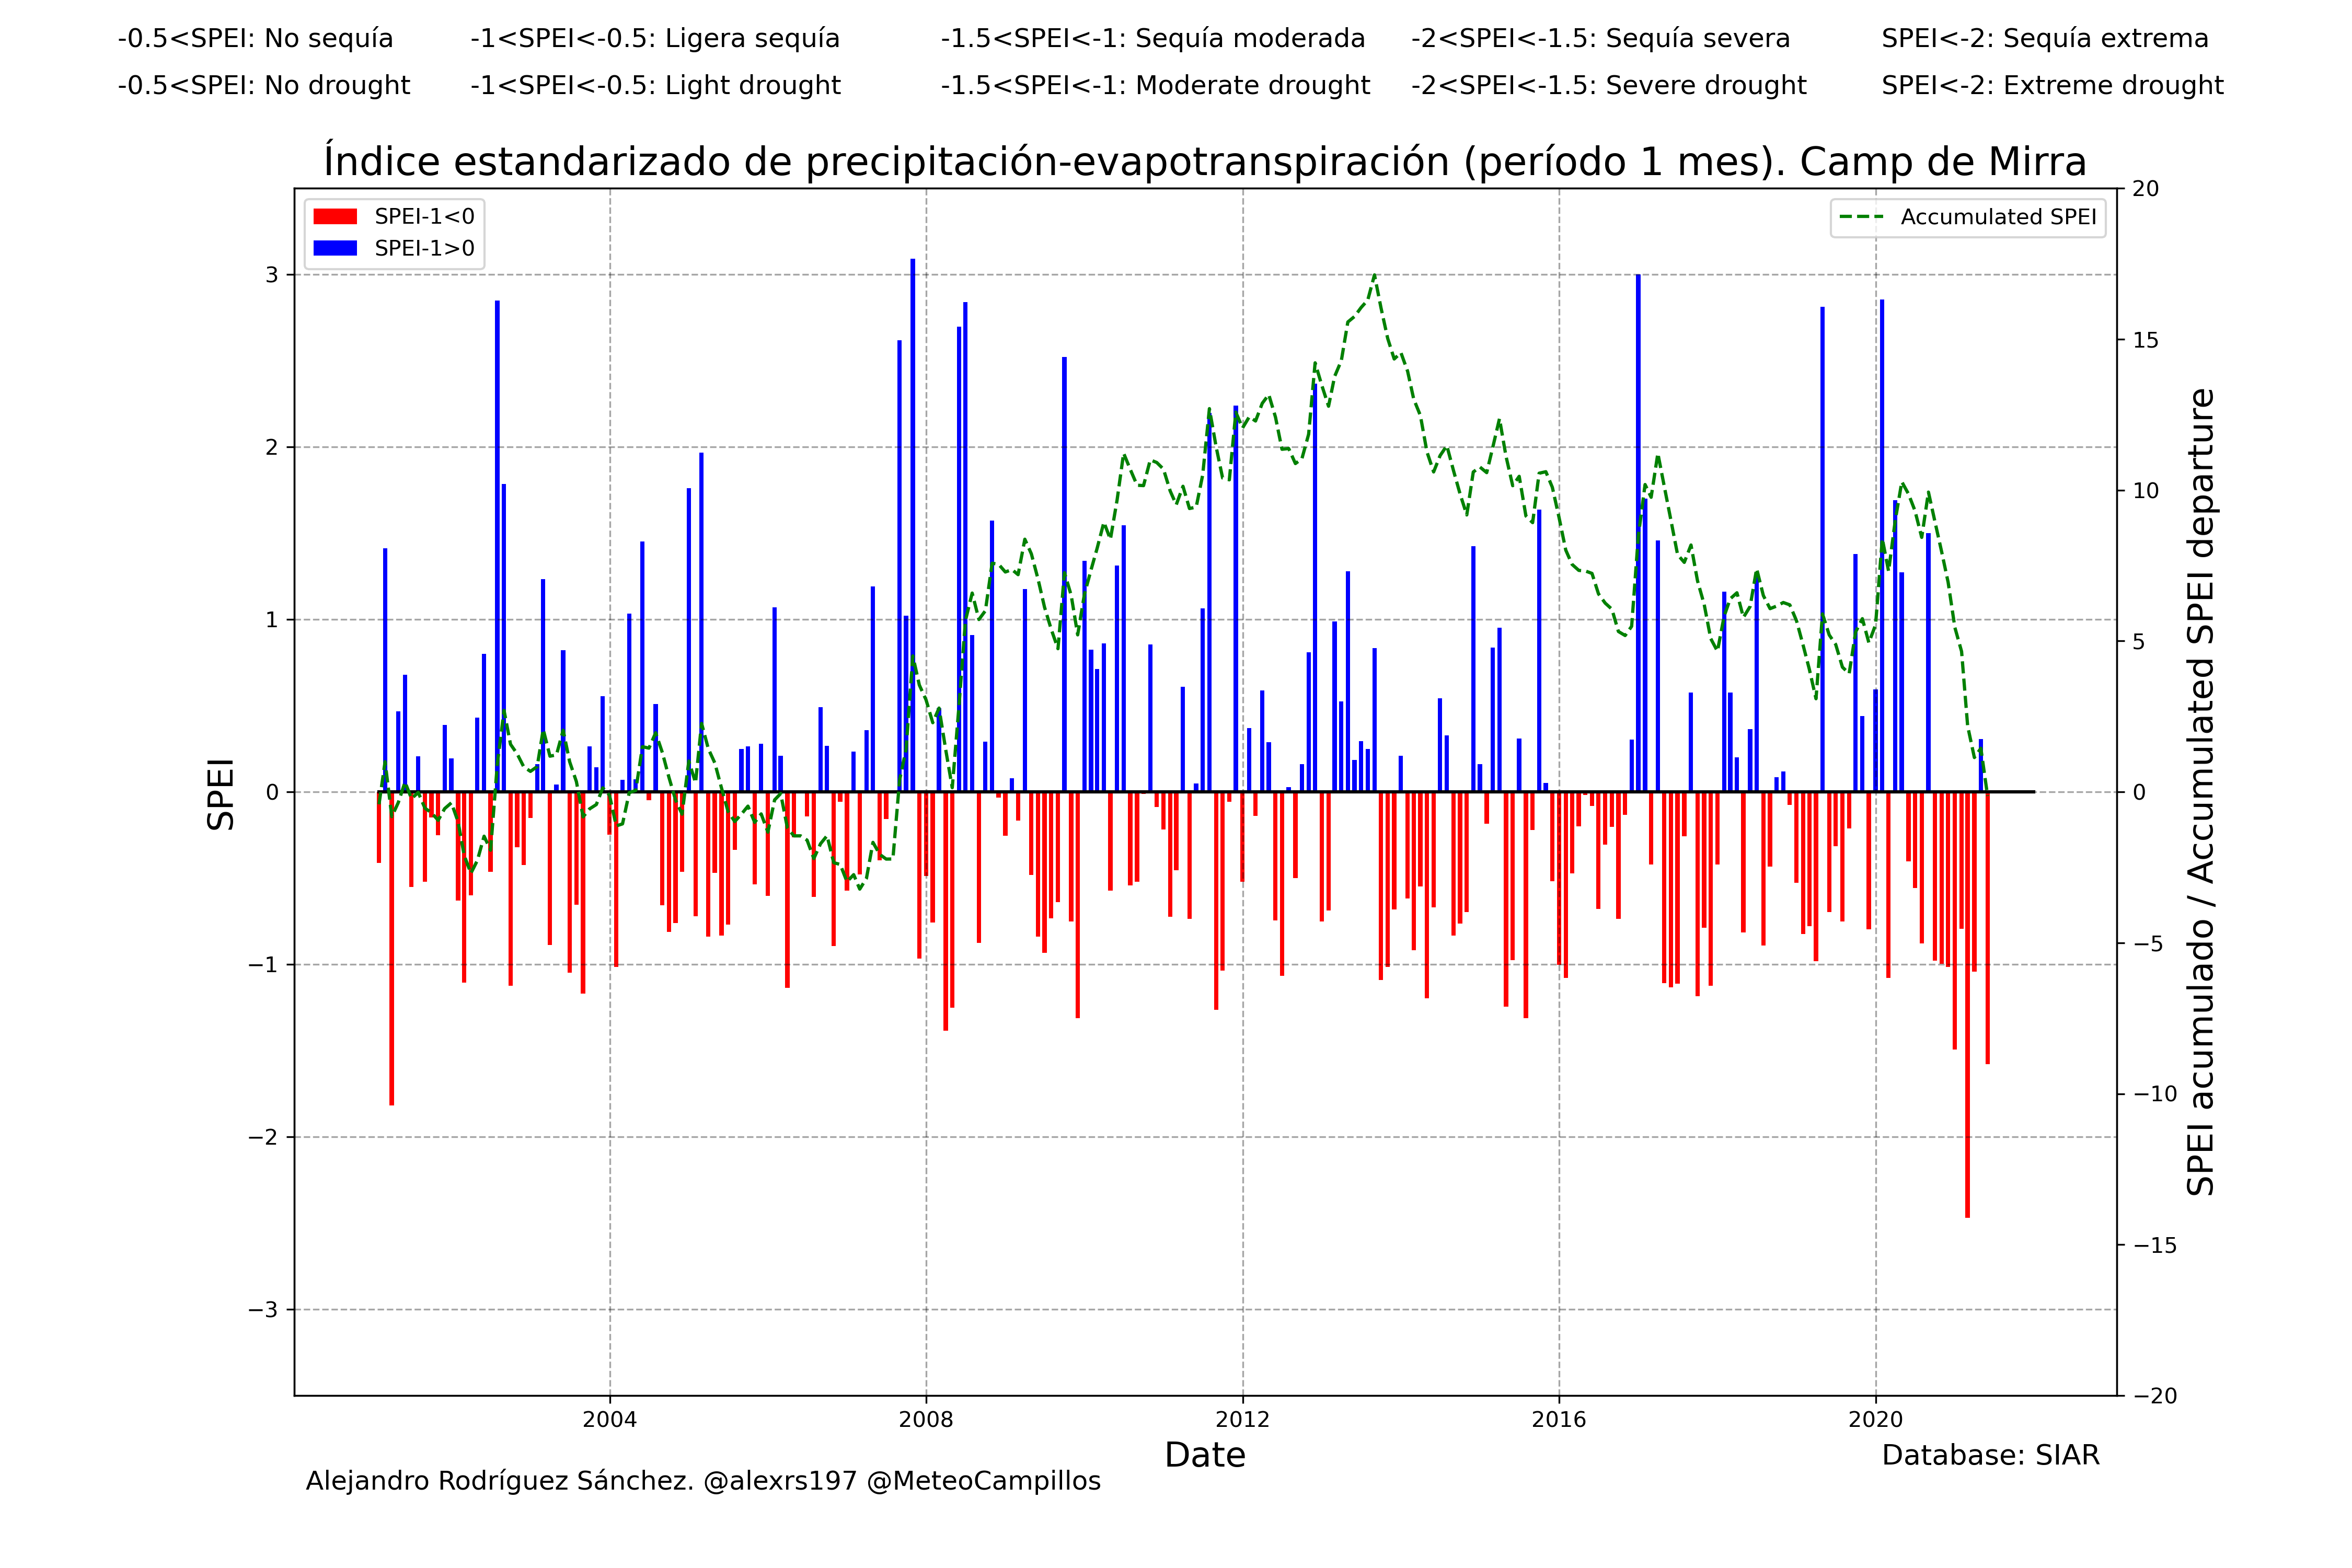 -0.5<SPEI: No sequía -1<SPEI<-0.5: Ligera sequía -1.5<SPEI<-1: Sequía moderada -2<SPEI<-1.5: Sequía severa SPEI<-2: Sequía extrema
-0.5<SPEI: No drought -1<SPEI<-0.5: Light drought -1.5<SPEI<-1: Moderate drought -2<SPEI<-1.5: Severe drought SPEI<-2: Extreme drought
Índice estandarizado de precipitación-evapotranspiración (período 1 mes). Camp de Mirra
SPEI-1<0
SPEI-1>0
Accumulated SPEI
SPEI
3
2
1
0
−1
−2
−3
20
15
10
5
0
−5
−10
−15
−20
SPEI acumulado / Accumulated SPEI departure
2004 2008 2012 2016 2020
Date
Database: SIAR
Alejandro Rodríguez Sánchez. @alexrs197 @MeteoCampillos